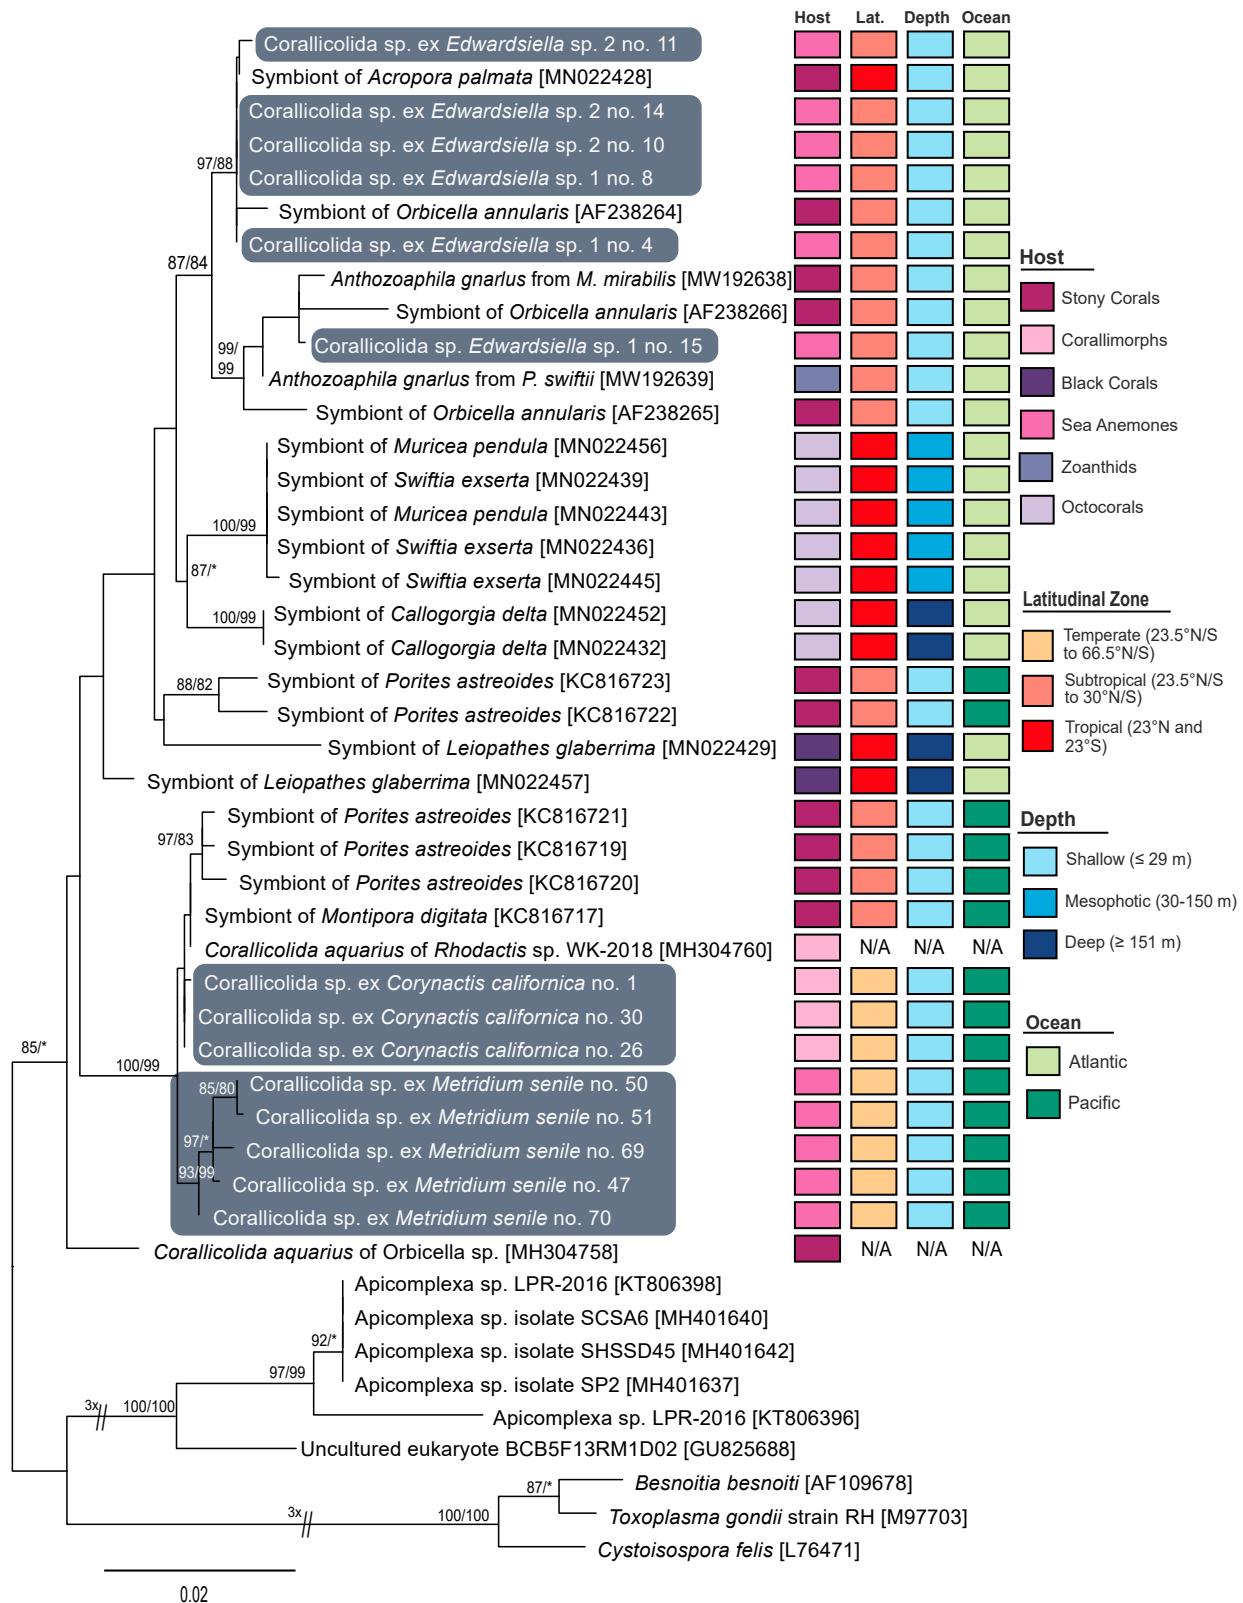 Host Lat. Depth Ocean
Corallicolida sp. ex Edwardsiella sp. 2 no. 11
Symbiont of Acropora palmata [MN022428]
Corallicolida sp. ex Edwardsiella sp. 2 no. 14
Corallicolida sp. ex Edwardsiella sp. 2 no. 10
97/88
Corallicolida sp. ex Edwardsiella sp. 1 no. 8
Symbiont of Orbicella annularis [AF238264]
Corallicolida sp. ex Edwardsiella sp. 1 no. 4
87/84
Anthozoaphila gnarlus from M. mirabilis [MW192638]
Symbiont of Orbicella annularis [AF238266]
Corallicolida sp. Edwardsiella sp. 1 no. 15
99/
99
Anthozoaphila gnarlus from P. swiftii [MW192639]
Symbiont of Orbicella annularis [AF238265]
Symbiont of Muricea pendula [MN022456]
Symbiont of Swiftia exserta [MN022439]
Symbiont of Muricea pendula [MN022443]
100/99
Symbiont of Swiftia exserta [MN022436]
87/*
Symbiont of Swiftia exserta [MN022445]
100/99
Symbiont of Callogorgia delta [MN022452]
Symbiont of Callogorgia delta [MN022432]
88/82
Symbiont of Porites astreoides [KC816723]
Symbiont of Porites astreoides [KC816722]
Symbiont of Leiopathes glaberrima [MN022429]
Symbiont of Leiopathes glaberrima [MN022457]
Symbiont of Porites astreoides [KC816721]
97/83
Symbiont of Porites astreoides [KC816719]
Symbiont of Porites astreoides [KC816720]
Symbiont of Montipora digitata [KC816717]
Corallicolida aquarius of Rhodactis sp. WK-2018 [MH304760]
N/A N/A N/A
Corallicolida sp. ex Corynactis californica no. 1
Corallicolida sp. ex Corynactis californica no. 30
Corallicolida sp. ex Corynactis californica no. 26
85/*
100/99
85/80
Corallicolida sp. ex Metridium senile no. 50
Corallicolida sp. ex Metridium senile no. 51
97/*
Corallicolida sp. ex Metridium senile no. 69
93/99
Corallicolida sp. ex Metridium senile no. 47
Corallicolida sp. ex Metridium senile no. 70
Corallicolida aquarius of Orbicella sp. [MH304758]
N/A N/A N/A
Apicomplexa sp. LPR-2016 [KT806398]
Apicomplexa sp. isolate SCSA6 [MH401640]
92/*
Apicomplexa sp. isolate SHSSD45 [MH401642]
97/99
Apicomplexa sp. isolate SP2 [MH401637]
3x
100/100
Apicomplexa sp. LPR-2016 [KT806396]
Uncultured eukaryote BCB5F13RM1D02 [GU825688]
87/*
Besnoitia besnoiti [AF109678]
3x
100/100
Toxoplasma gondii strain RH [M97703]
Cystoisospora felis [L76471]
0.02
Host
Stony Corals
Corallimorphs
Black Corals
Sea Anemones
Zoanthids
Octocorals
Latitudinal Zone
Temperate (23.5°N/S
to 66.5°N/S)
Subtropical (23.5°N/S
to 30°N/S)
Tropical (23°N and
23°S)
Depth
Shallow (≤ 29 m)
Mesophotic (30-150 m)
Deep (≥ 151 m)
Ocean
Atlantic
Pacific